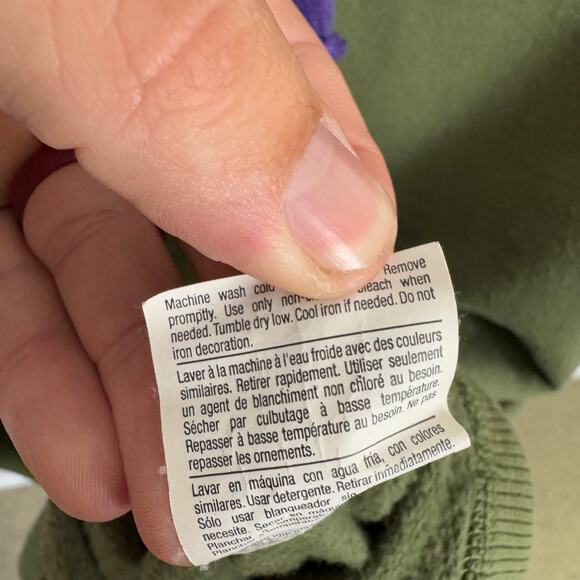 Machine wash Remove
promptly. Use only bleach when
needed. Tumble dry low. Cool iron if needed. Do not
iron decoration.
Laver à la machine à l'eau froide avec des couleurs
similaires. Retirer rapidement. Utiliser seulement
un agent de blanchiment non chloré au besoin.
Sécher par culbutage à basse température.
Repasser à basse température au besoin. Ne pas
repasser les ornements.
Lavar en máquina con agua fría, con colores
similares. Usar detergente. Retirar inmediatamente.
Sólo usar blanqueador
necesite.
Planchar